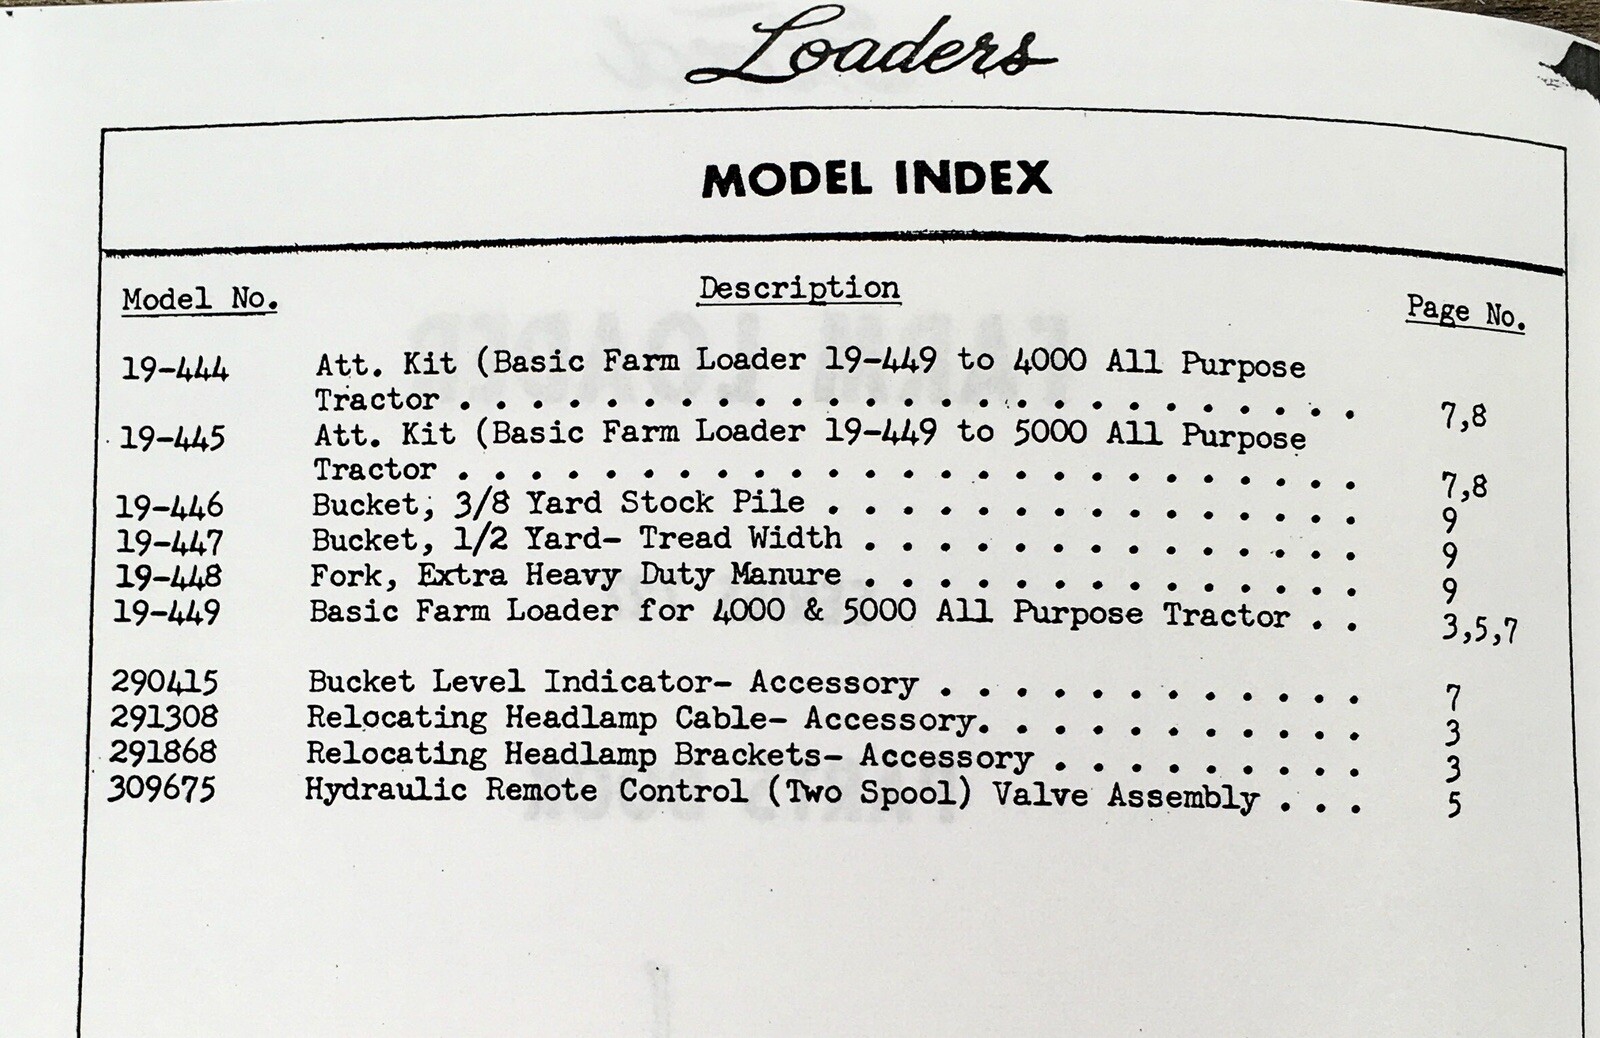 Loaders
MODEL INDEX
Model No. Description Page No.
19-444 Att. Kit (Basic Farm Loader 19-449 to 4000 All Purpose
Tractor . . . . . . . . . . . . . . . . . . . . . . . . . 7,8
19-445 Att. Kit (Basic Farm Loader 19-449 to 5000 All Purpose
Tractor . . . . . . . . . . . . . . . . . . . . . . . . . 7,8
19-446 Bucket, 3/8 Yard Stock Pile . . . . . . . . . . . . . . . 9
19-447 Bucket, 1/2 Yard- Tread Width . . . . . . . . . . . . . . 9
19-448 Fork, Extra Heavy Duty Manure . . . . . . . . . . . . . . 9
19-449 Basic Farm Loader for 4000 & 5000 All Purpose Tractor . . 3,5,7
290415 Bucket Level Indicator- Accessory . . . . . . . . . . . . 7
291308 Relocating Headlamp Cable- Accessory. . . . . . . . . . . 3
291868 Relocating Headlamp Brackets- Accessory . . . . . . . . . 3
309675 Hydraulic Remote Control (Two Spool) Valve Assembly . . . 5